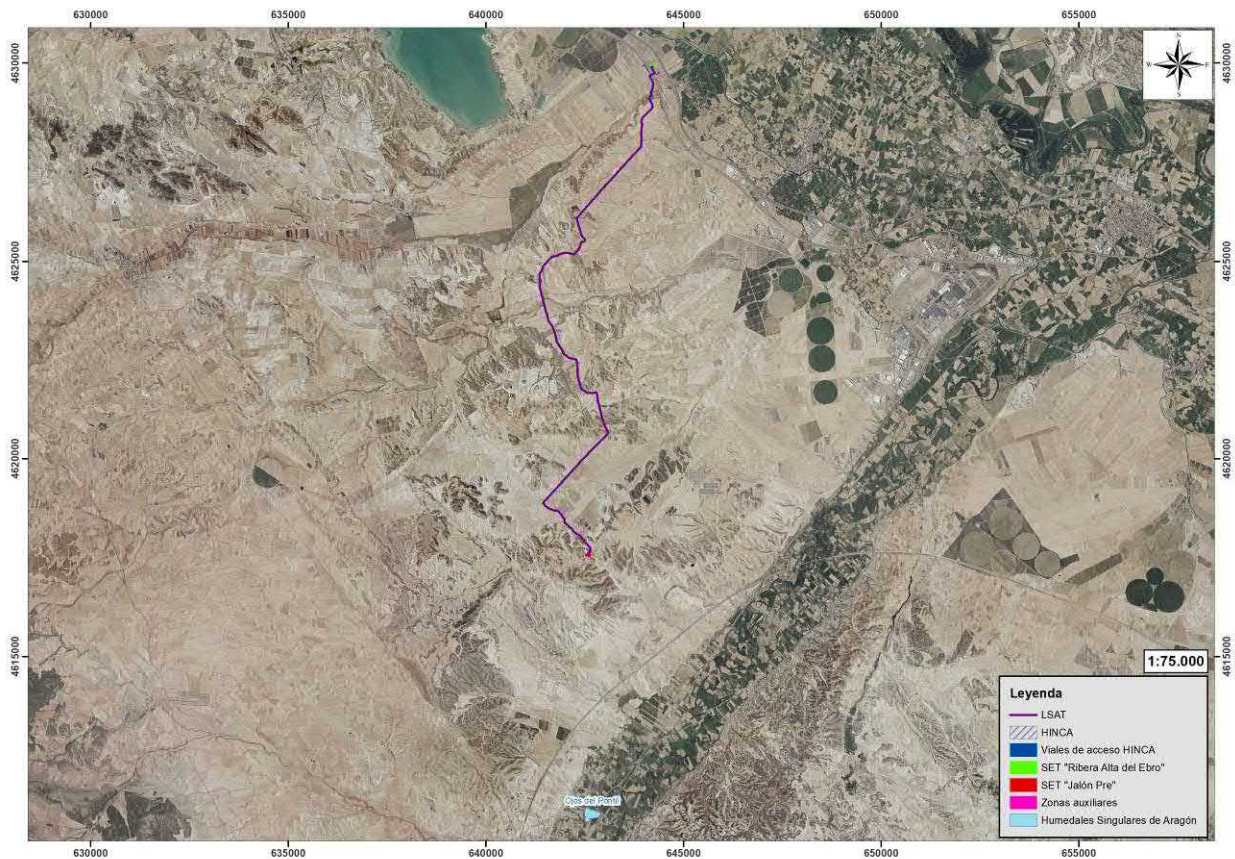 630000 635000 640000 645000 650000 655000
4630000 4630000
N
W E
S
4625000 4625000
4620000 4620000
4615000 4615000
1:75.000
Leyenda
LSAT
HINCA
Viales de acceso HINCA
SET "Ribera Alta del Ebro"
SET "Jalón Pre"
Zonas auxiliares
Humedales Singulares de Aragón
Ojos del Pontil
630000 635000 640000 645000 650000 655000